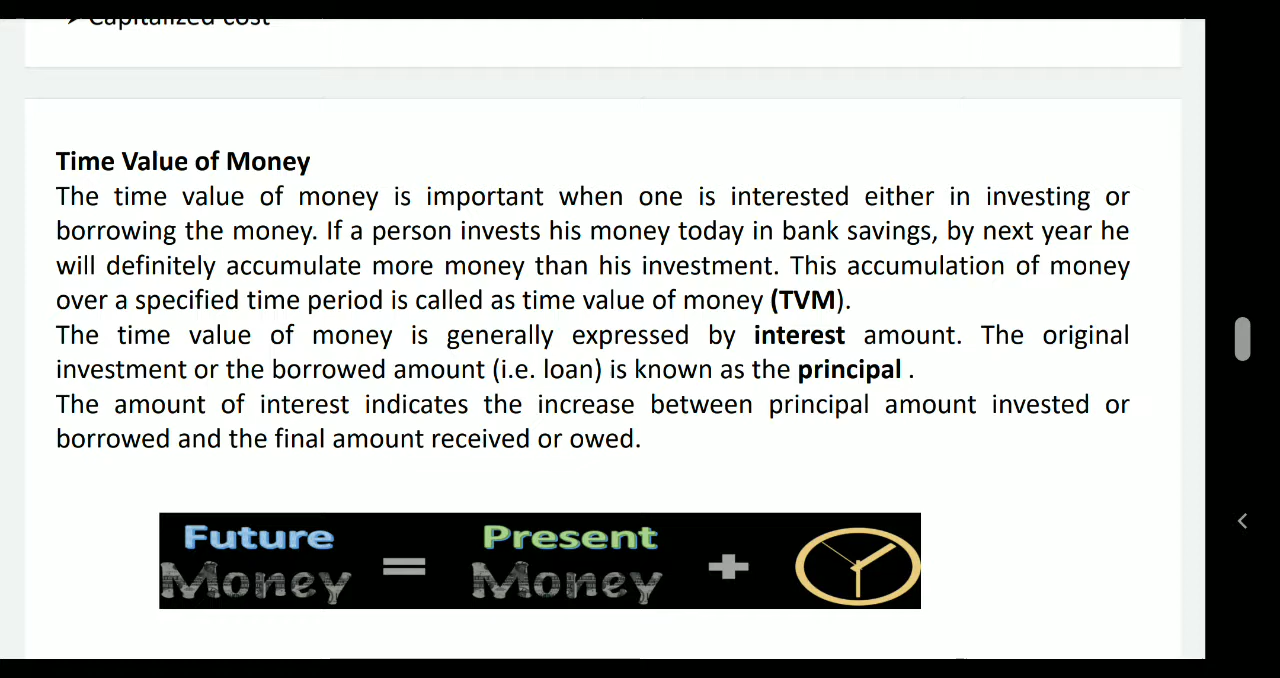 Capitalized cost
Time Value of Money
The time value of money is important when one is interested either in investing or
borrowing the money. If a person invests his money today in bank savings, by next year he
will definitely accumulate more money than his investment. This accumulation of money
over a specified time period is called as time value of money (TVM).
The time value of money is generally expressed by interest amount. The original
investment or the borrowed amount (i.e. loan) is known as the principal .
The amount of interest indicates the increase between principal amount invested or
borrowed and the final amount received or owed.
Future Money = Present Money +